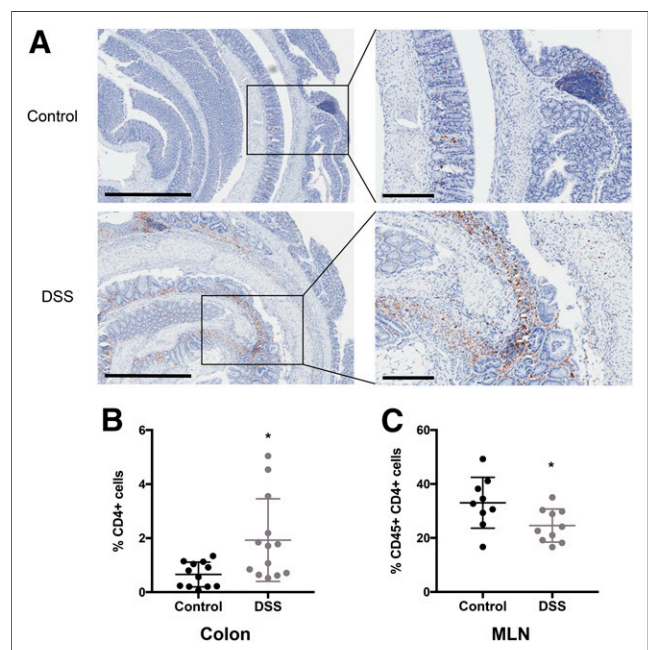 A
Control
DSS
B
% CD4+ cells
6
4
2
0
*
Control
DSS
Colon
C
% CD45+ CD4+ cells
60
40
20
0
*
Control
DSS
MLN